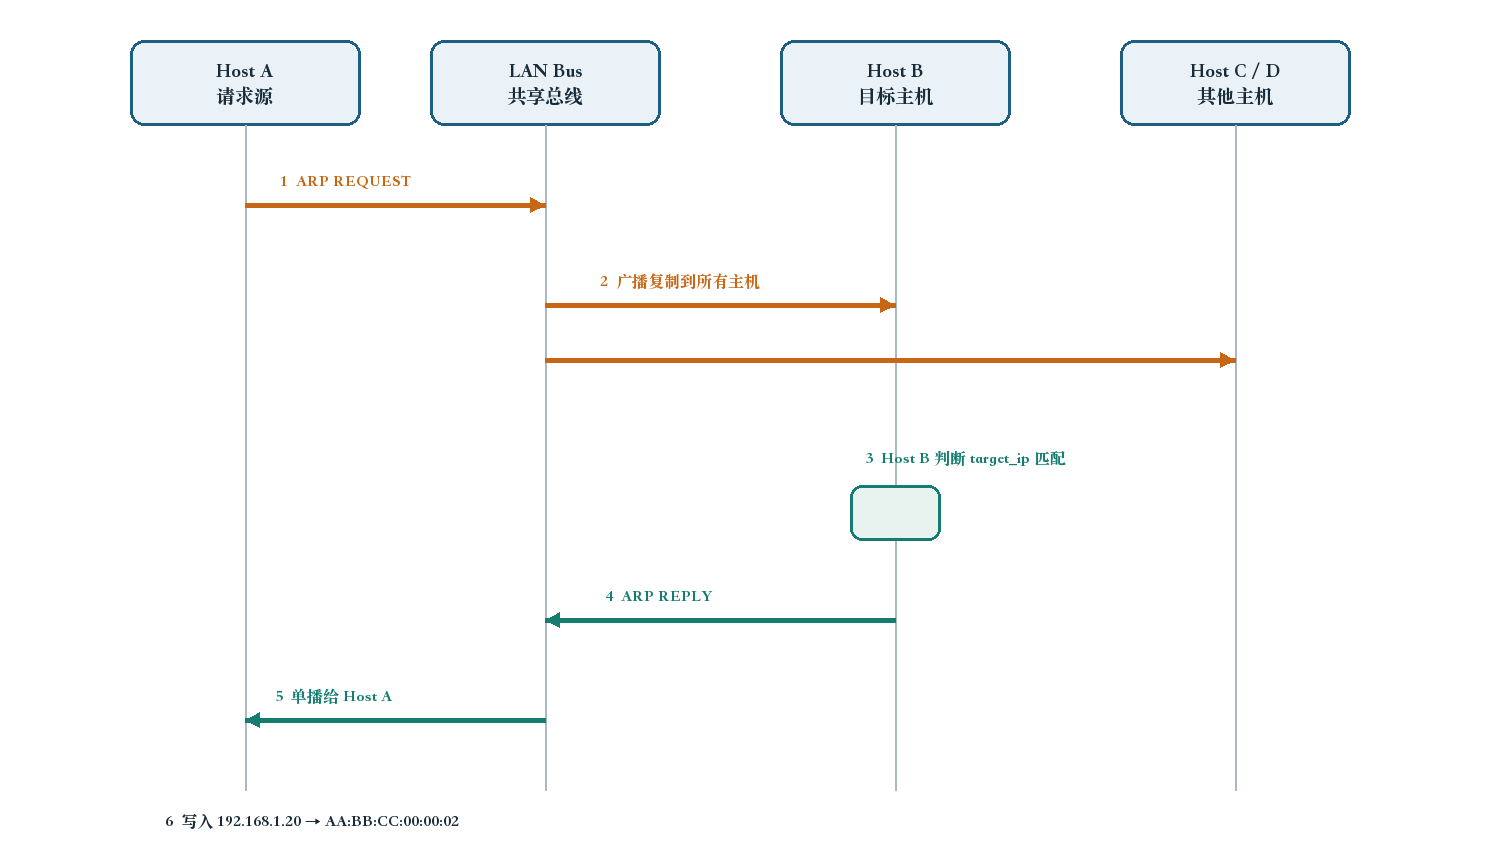 Host A
请求源
LAN Bus
共享总线
Host B
目标主机
Host C / D
其他主机
1 ARP REQUEST
2 广播复制到所有主机
3 Host B 判断 target_ip 匹配
4 ARP REPLY
5 单播给 Host A
6 写入 192.168.1.20 → AA:BB:CC:00:00:02